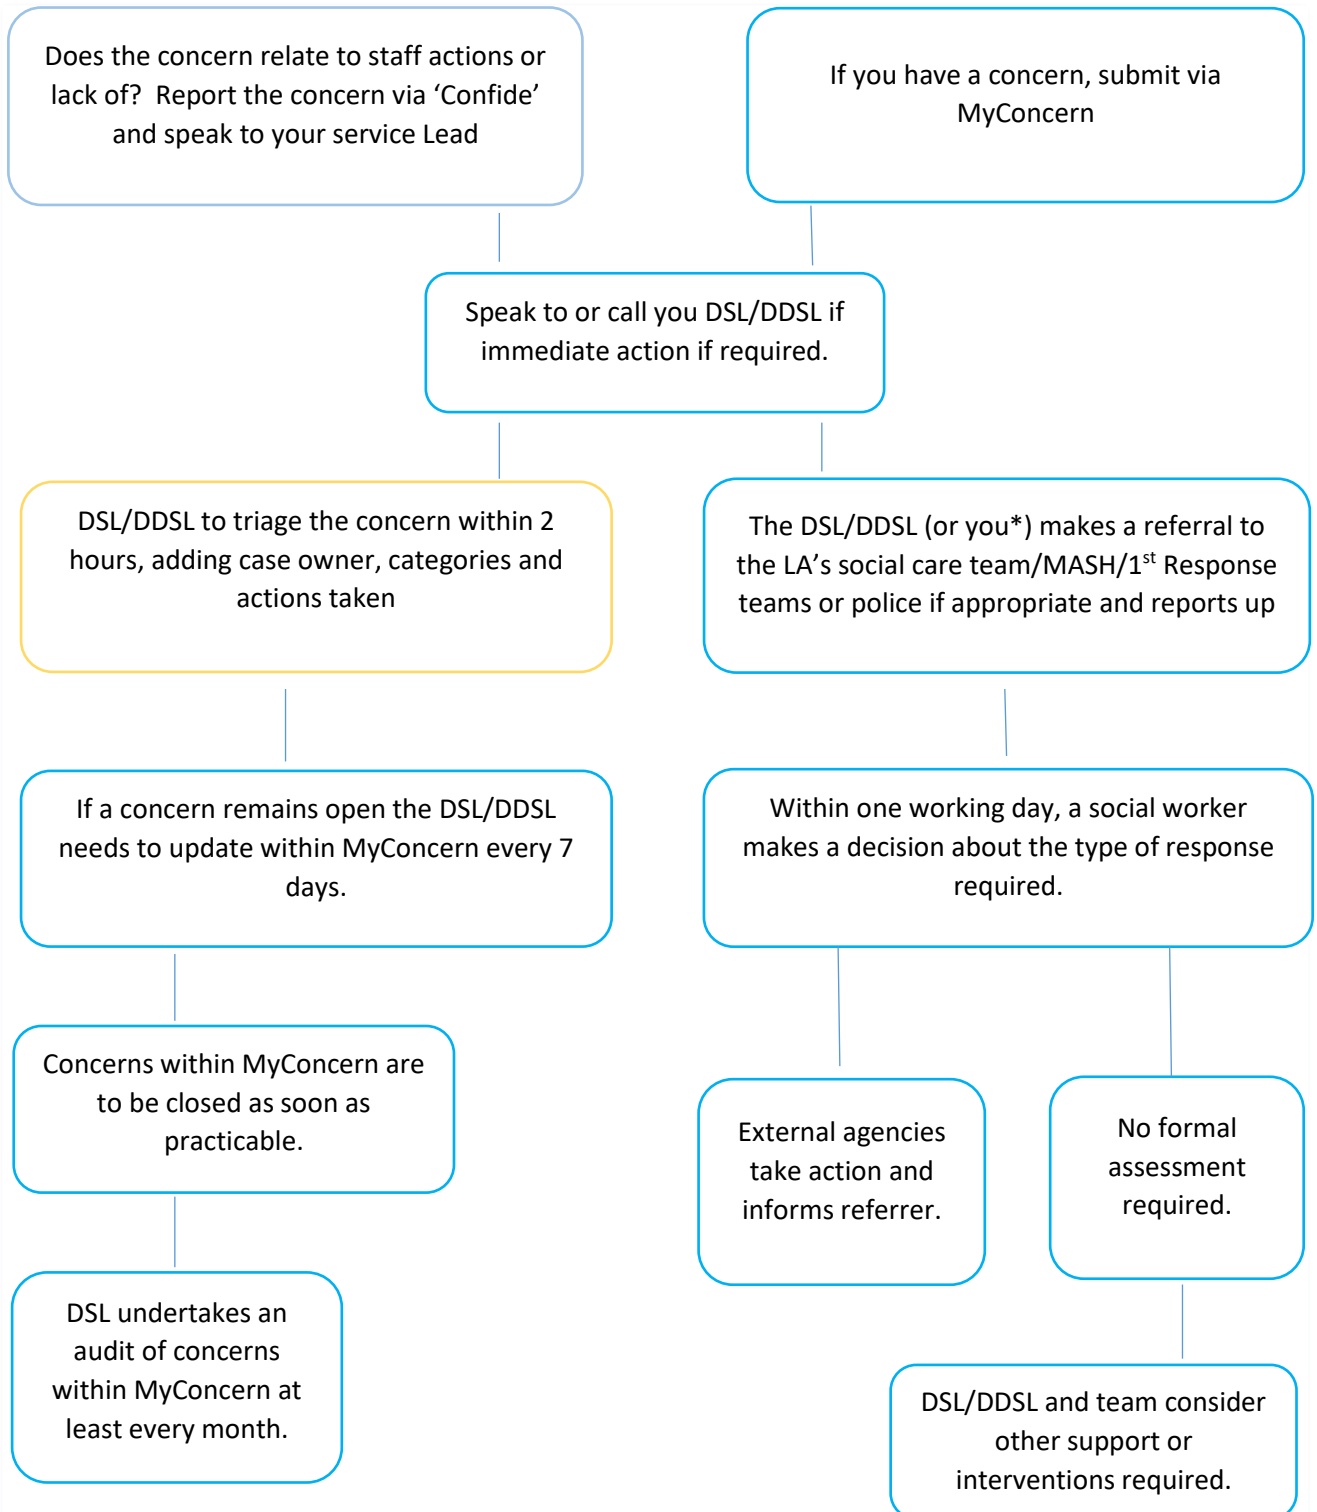 Does the concern relate to staff actions or
lack of?  Report the concern via ‘Confide’
and speak to your service Lead
If you have a concern, submit via
MyConcern
Speak to or call you DSL/DDSL if
immediate action if required.
DSL/DDSL to triage the concern within 2
hours, adding case owner, categories and
actions taken
The DSL/DDSL (or you*) makes a referral to
the LA’s social care team/MASH/1st Response
teams or police if appropriate and reports up
If a concern remains open the DSL/DDSL
needs to update within MyConcern every 7
days.
Within one working day, a social worker
makes a decision about the type of response
required.
Concerns within MyConcern are
to be closed as soon as
practicable.
External agencies
take action and
informs referrer.
No formal
assessment
required.
DSL undertakes an
audit of concerns
within MyConcern at
least every month.
DSL/DDSL and team consider
other support or
interventions required.